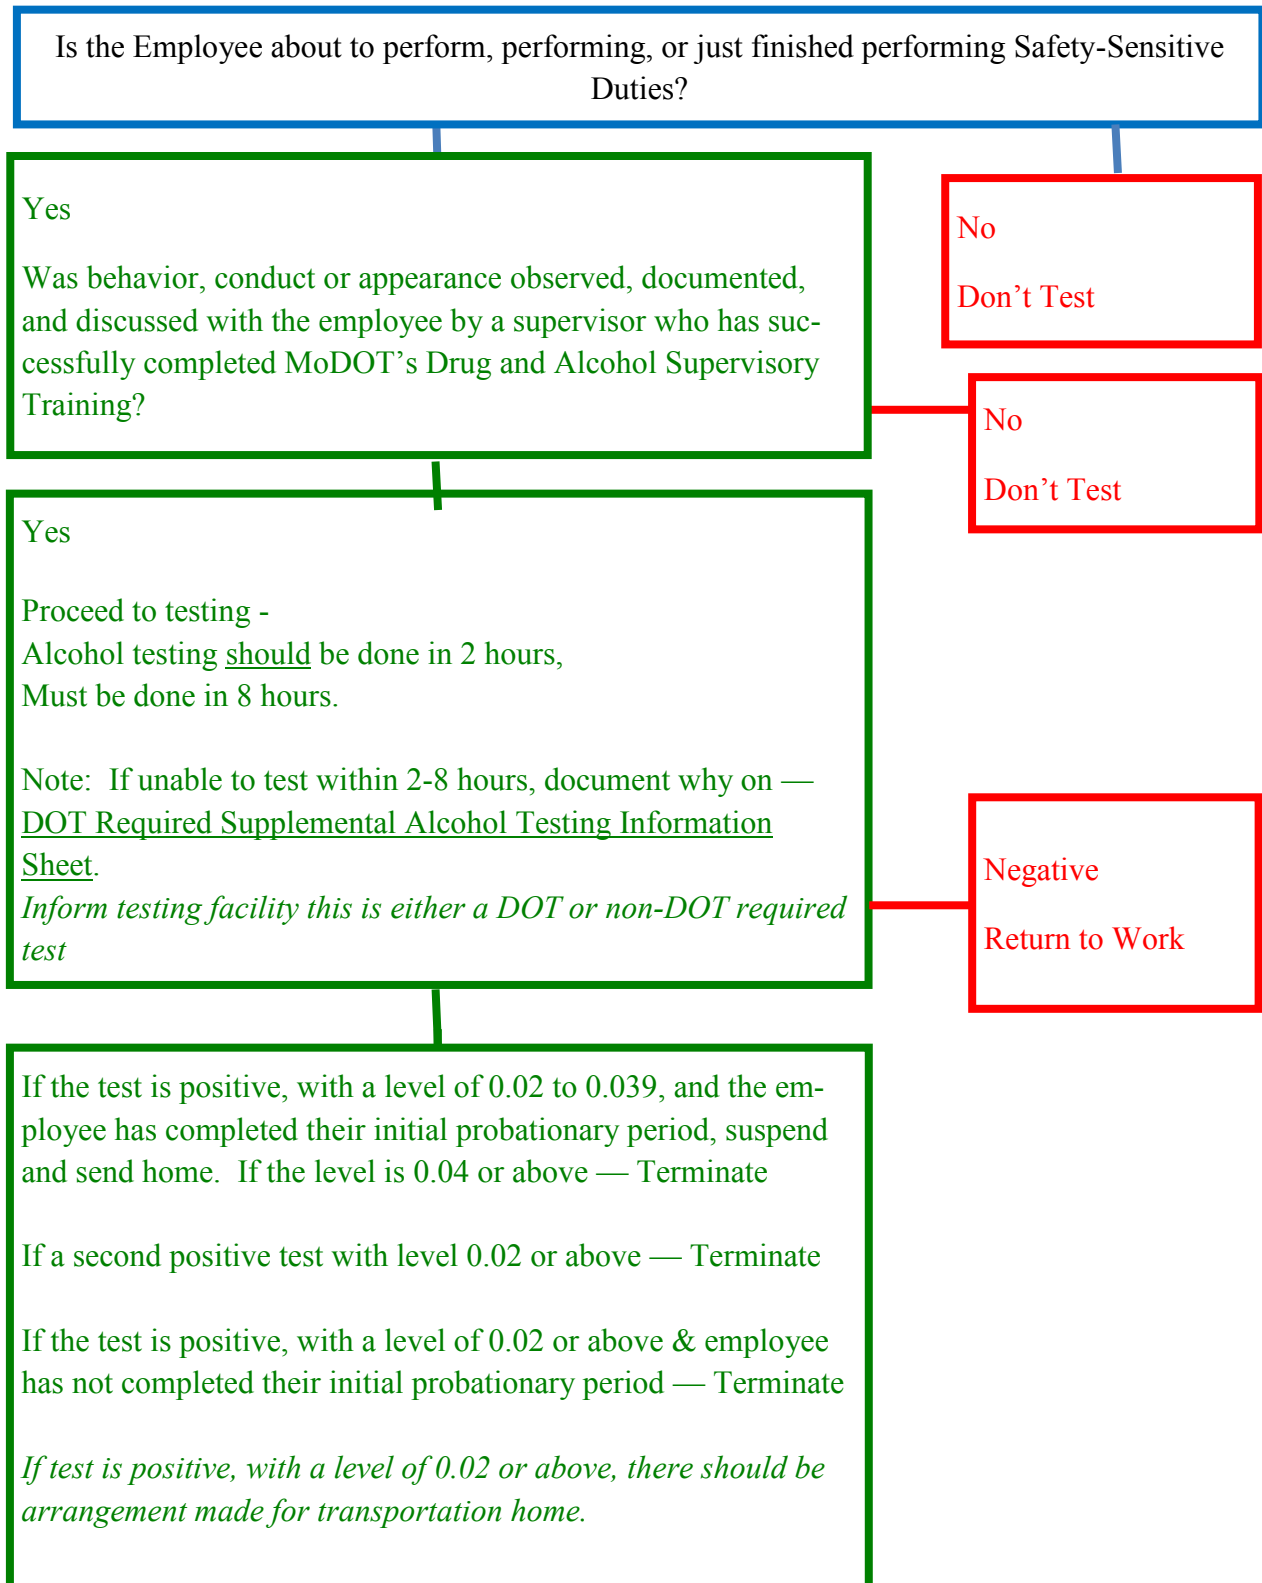 Is the Employee about to perform, performing, or just finished performing Safety-Sensitive
Duties?
Yes
Was behavior, conduct or appearance observed, documented,
and discussed with the employee by a supervisor who has suc-
cessfully completed MoDOT’s Drug and Alcohol Supervisory
Training?
No
Don’t Test
No
Don’t Test
Yes
Proceed to testing -
Alcohol testing should be done in 2 hours,
Must be done in 8 hours.
Note:  If unable to test within 2-8 hours, document why on —
DOT Required Supplemental Alcohol Testing Information
Sheet.
Inform testing facility this is either a DOT or non-DOT required
test
Negative
Return to Work
If the test is positive, with a level of 0.02 to 0.039, and the em-
ployee has completed their initial probationary period, suspend
and send home.  If the level is 0.04 or above — Terminate
If a second positive test with level 0.02 or above — Terminate
If the test is positive, with a level of 0.02 or above & employee
has not completed their initial probationary period — Terminate
If test is positive, with a level of 0.02 or above, there should be
arrangement made for transportation home.